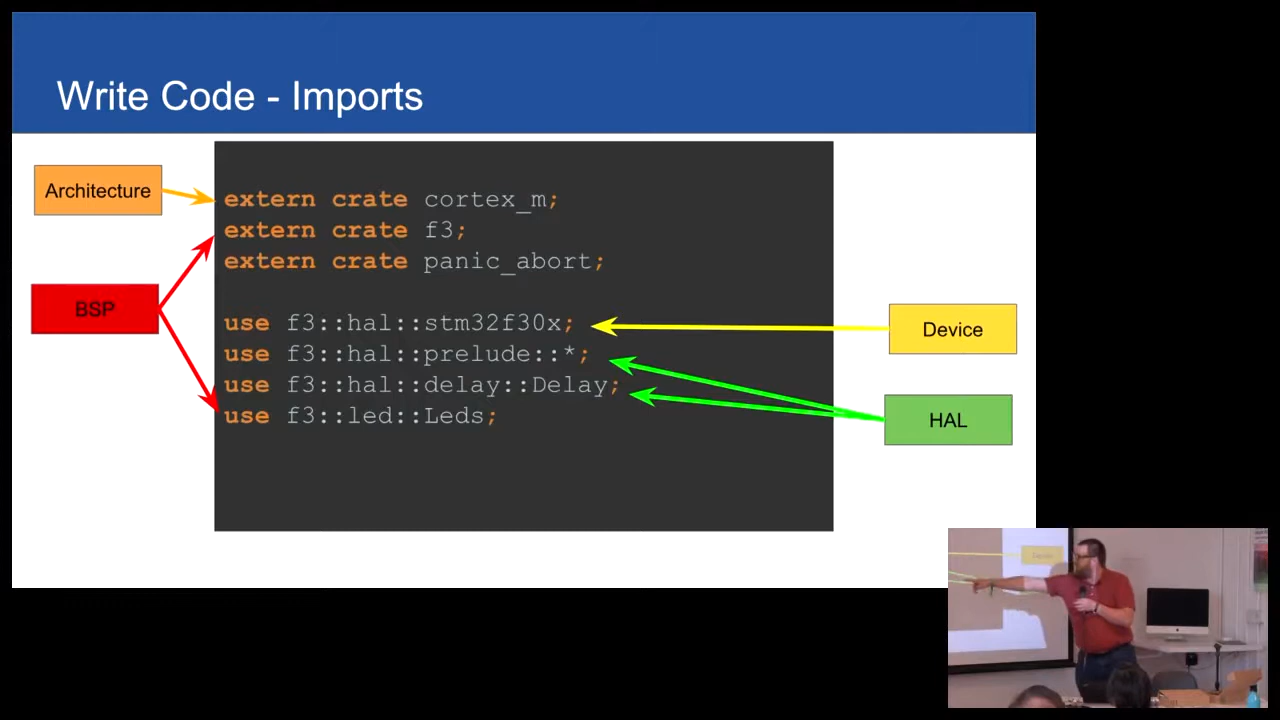 Write Code - Imports
Architecture
extern crate cortex_m;
extern crate f3;
extern crate panic_abort;
BSP
use f3::hal::stm32f30x;
Device
use f3::hal::prelude::*;
use f3::hal::delay::Delay;
HAL
use f3::led::Leds;